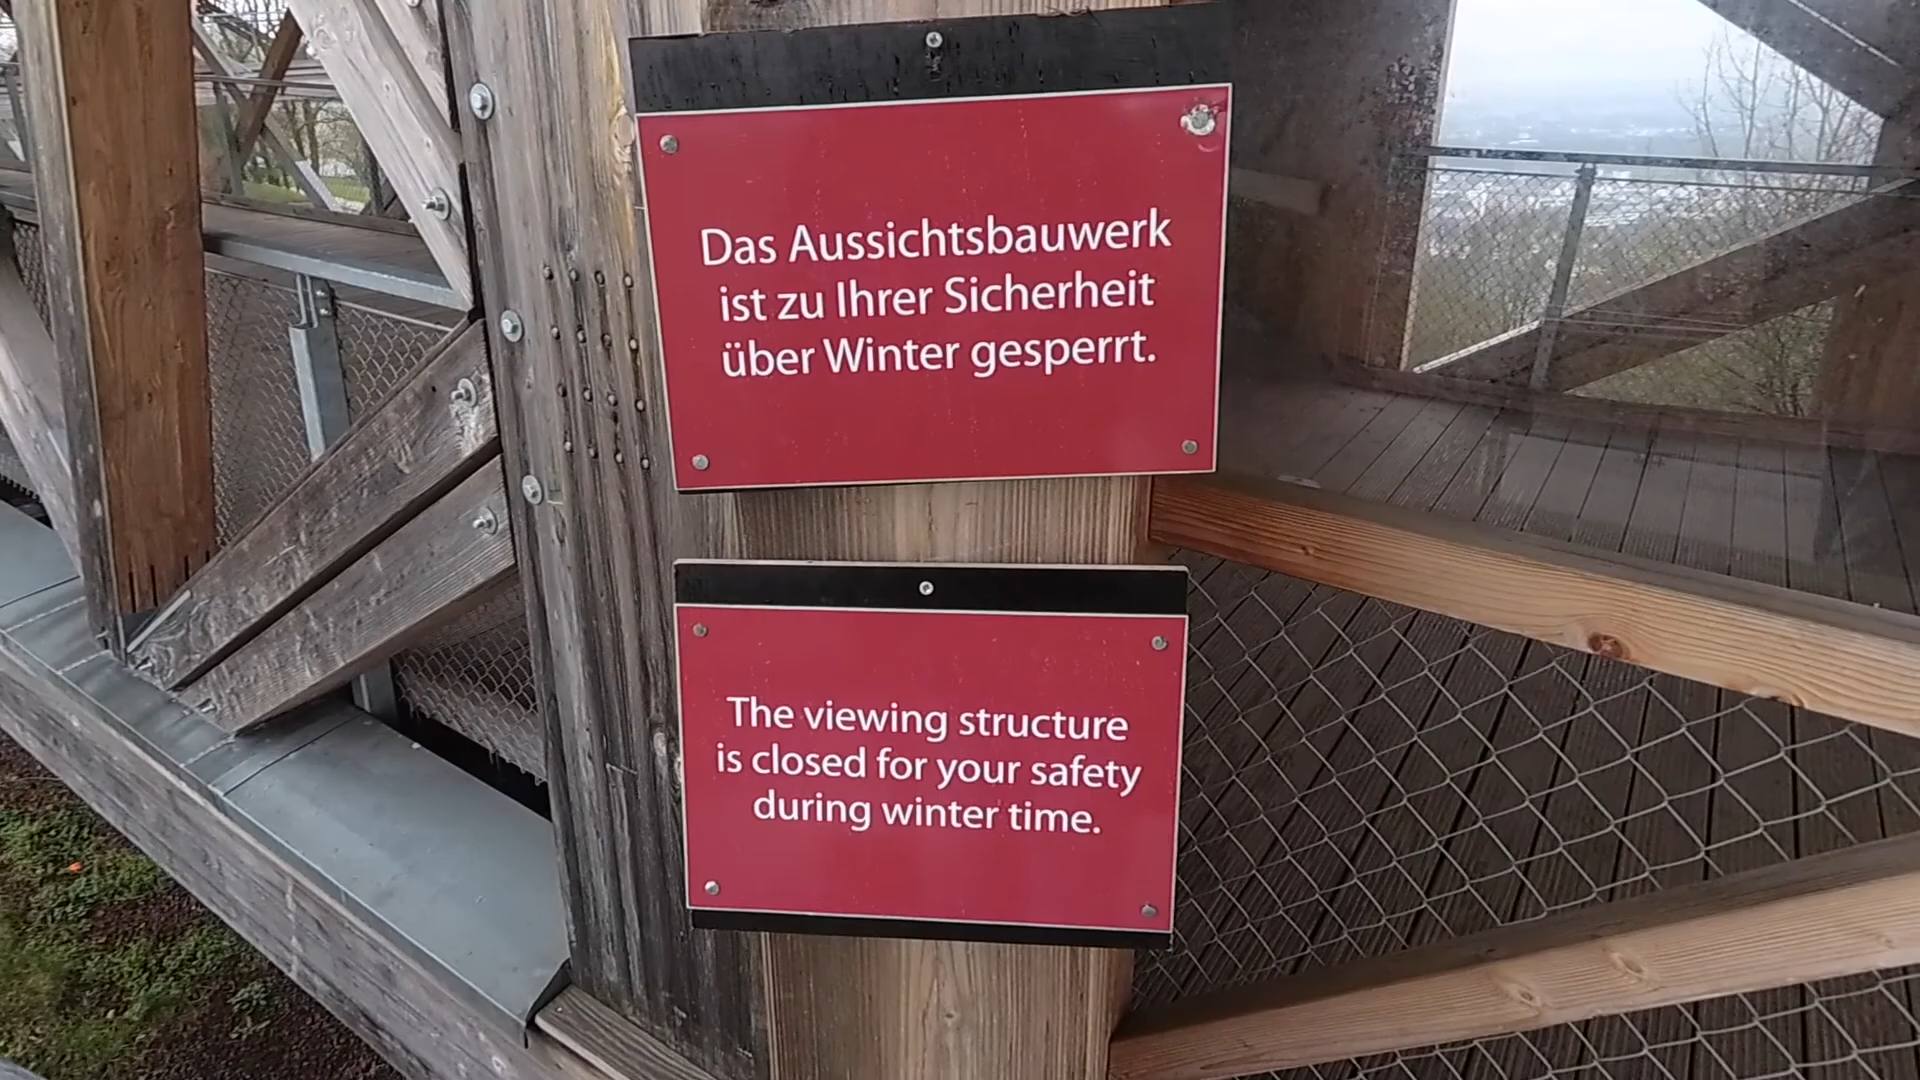 Das Aussichtsbauwerk
ist zu Ihrer Sicherheit
über Winter gesperrt.
The viewing structure
is closed for your safety
during winter time.